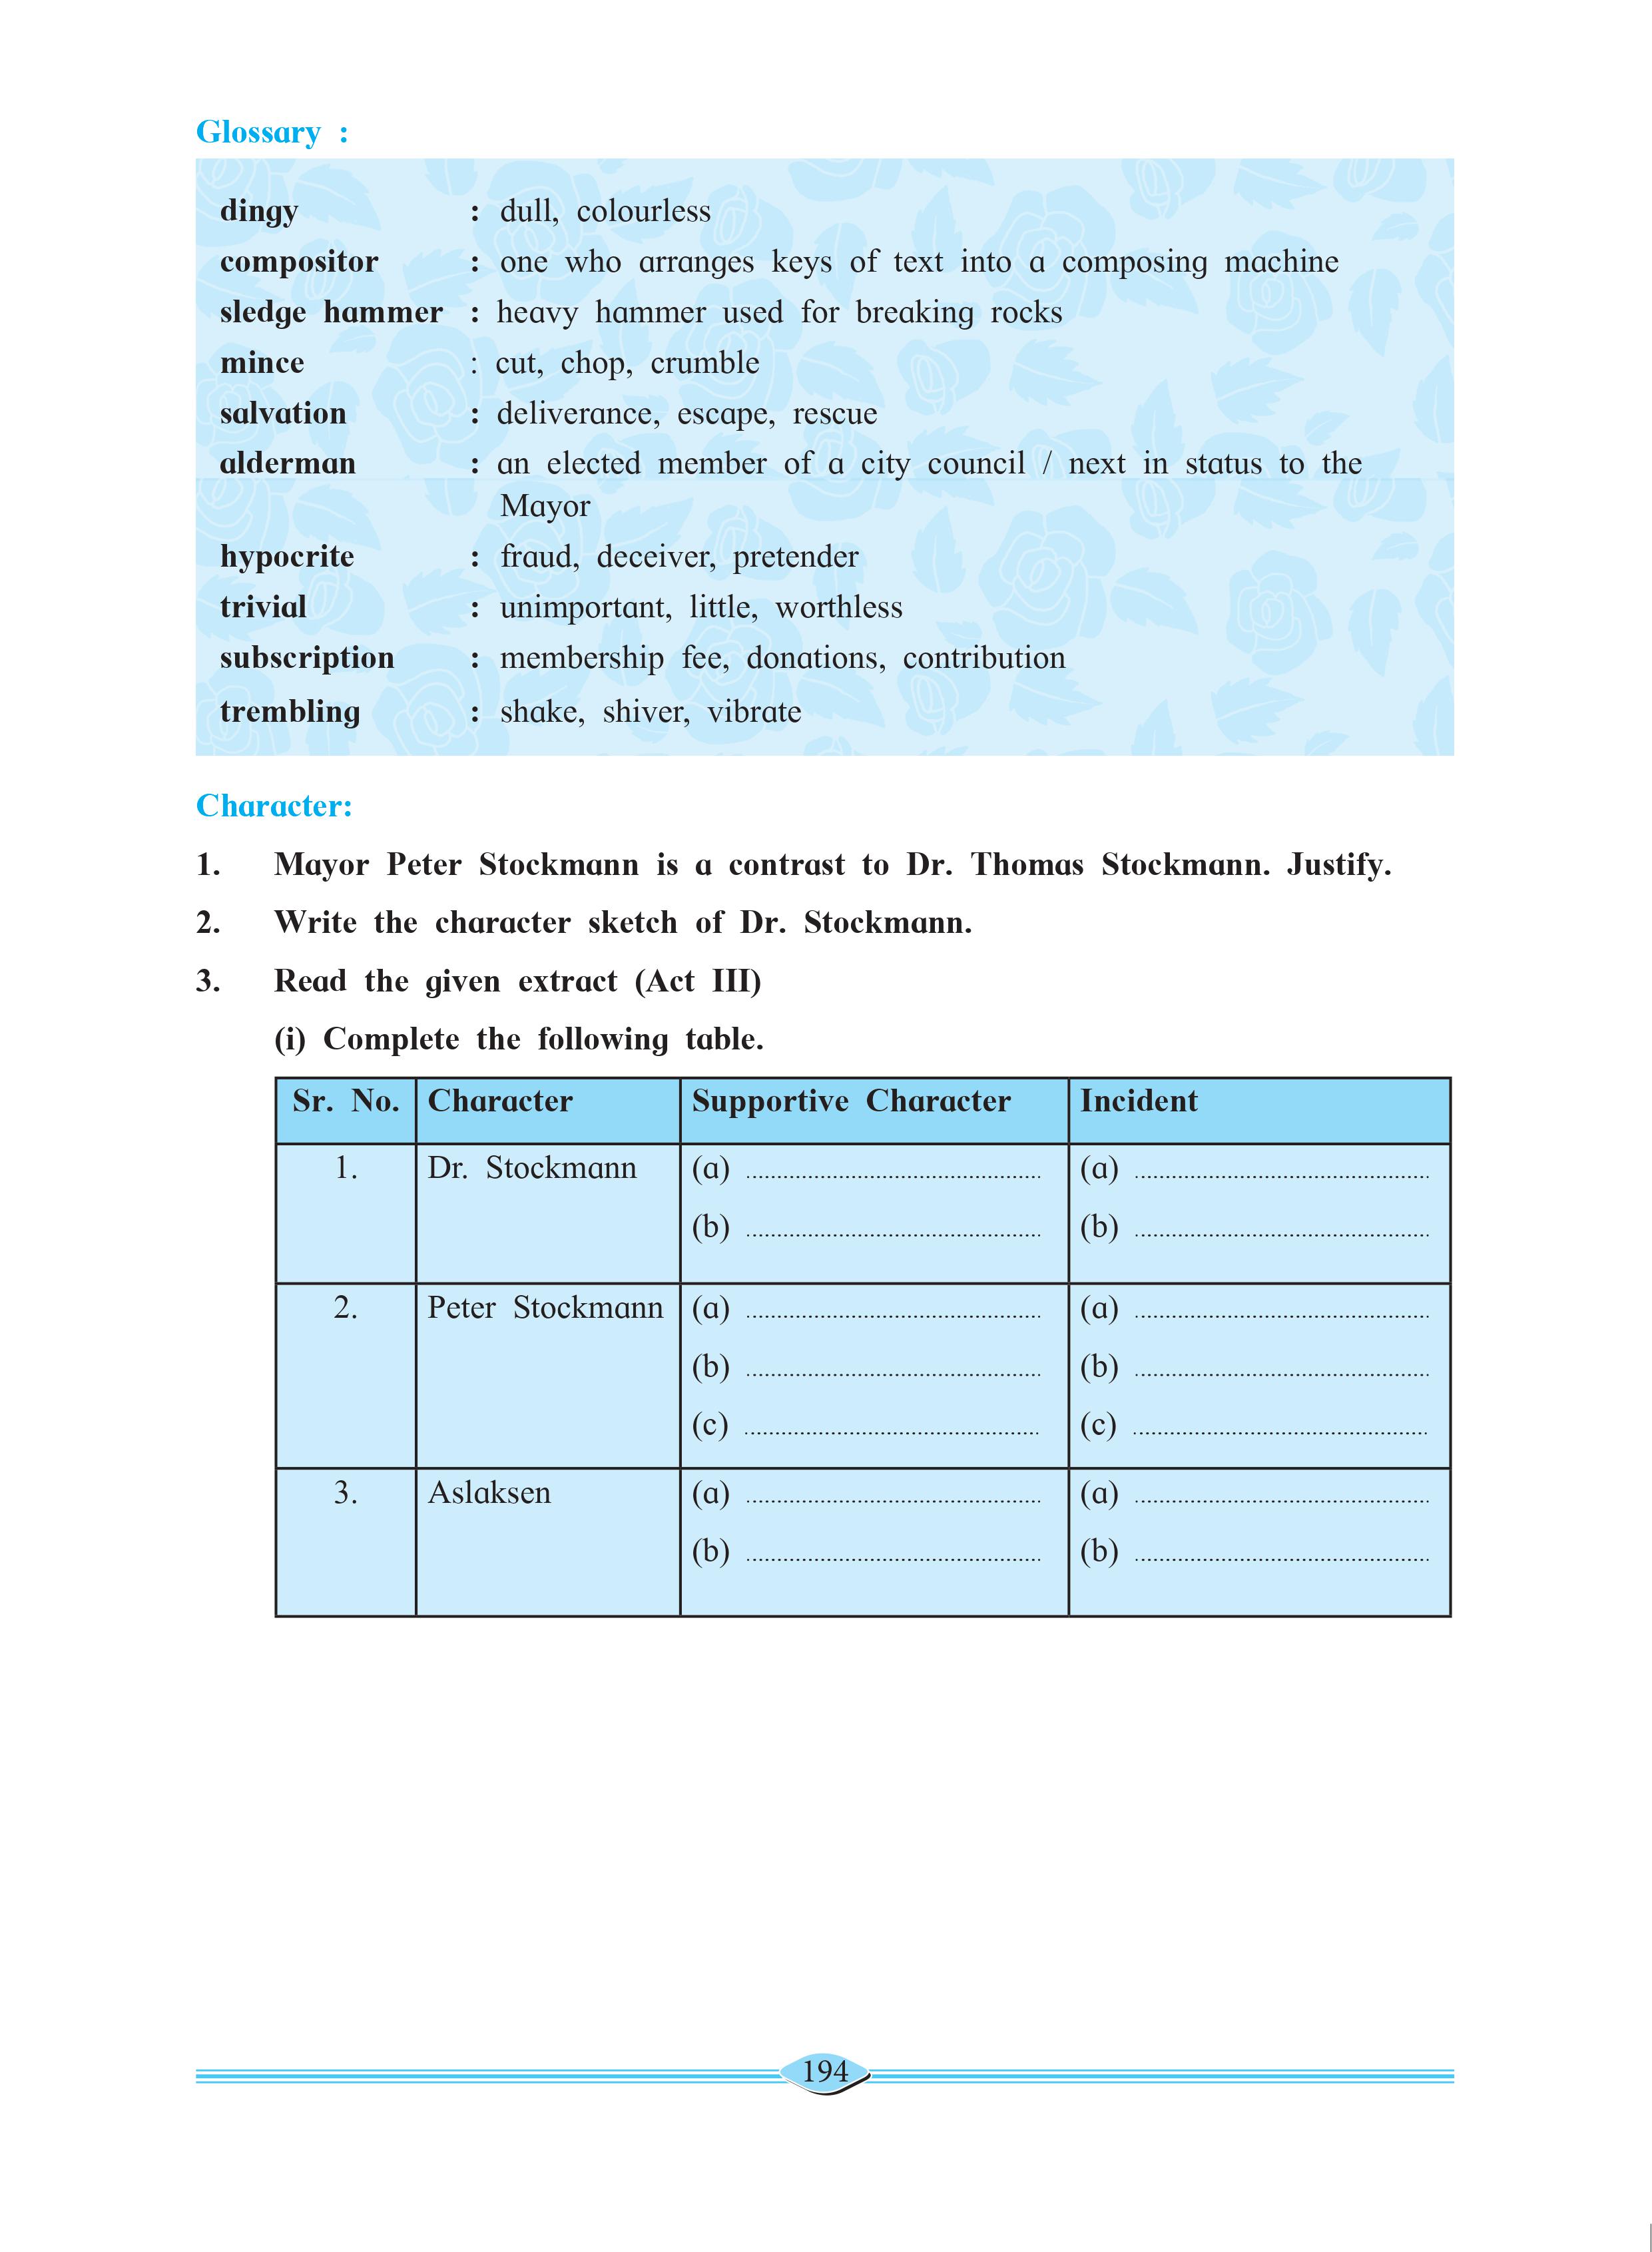 Glossary :
dingy : dull, colourless
compositor : one who arranges keys of text into a composing machine
sledge hammer : heavy hammer used for breaking rocks
mince : cut, chop, crumble
salvation : deliverance, escape, rescue
alderman : an elected member of a city council / next in status to the
Mayor
hypocrite : fraud, deceiver, pretender
trivial : unimportant, little, worthless
subscription : membership fee, donations, contribution
trembling : shake, shiver, vibrate
Character:
1. Mayor Peter Stockmann is a contrast to Dr. Thomas Stockmann. Justify.
2. Write the character sketch of Dr. Stockmann.
3. Read the given extract (Act III)
(i) Complete the following table.
Sr. No. Character Supportive Character Incident
1. Dr. Stockmann (a) ................ (a) ................
(b) ................ (b) ................
2. Peter Stockmann (a) ................ (a) ................
(b) ................ (b) ................
(c) ................ (c) ................
3. Aslaksen (a) ................ (a) ................
(b) ................ (b) ................
194